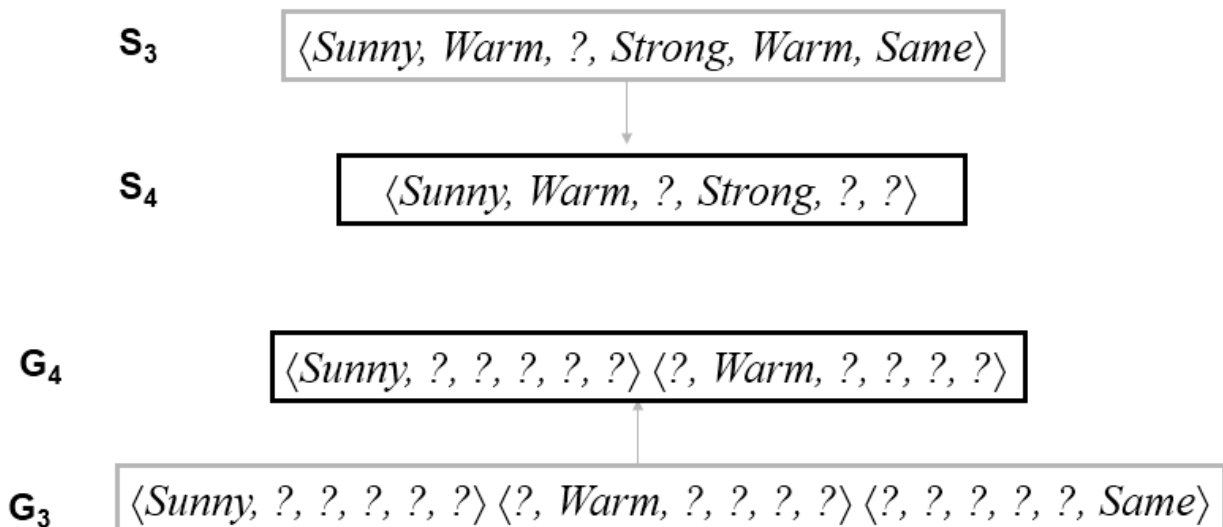 S₃ ⟨Sunny, Warm, ?, Strong, Warm, Same⟩
S₄ ⟨Sunny, Warm, ?, Strong, ?, ?⟩
G₄ ⟨Sunny, ?, ?, ?, ?, ?⟩ ⟨?, Warm, ?, ?, ?, ?⟩
G₃ ⟨Sunny, ?, ?, ?, ?, ?⟩ ⟨?, Warm, ?, ?, ?, ?⟩ ⟨?, ?, ?, ?, ?, Same⟩